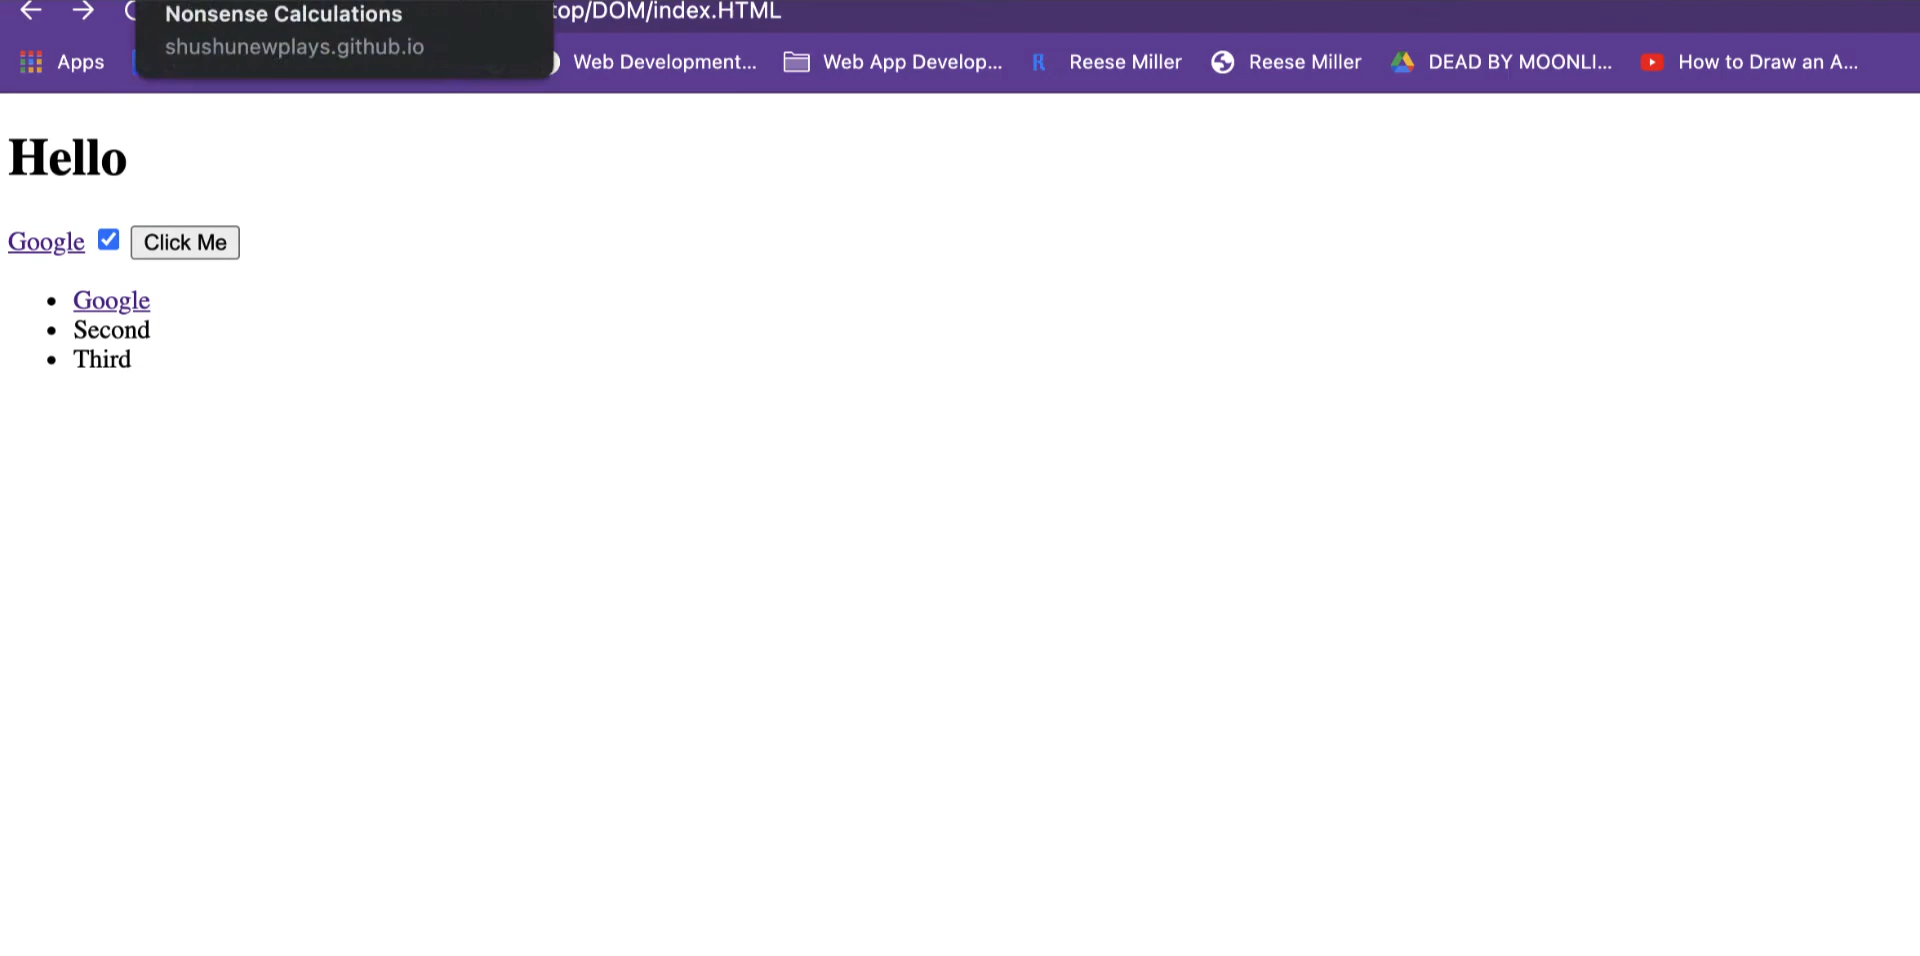 Nonsense Calculations
top/DOM/index.HTML
shushunewplays.github.io
Apps Web Development... Web App Develop... Reese Miller Reese Miller DEAD BY MOONLI... How to Draw an A...
Hello
Google Click Me
Google
Second
Third